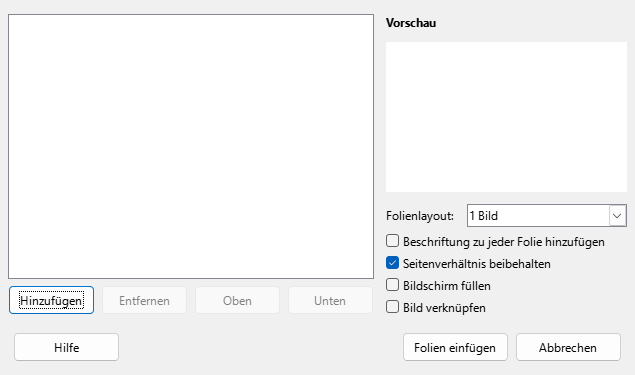 Vorschau
Folienlayout: 1 Bild
Beschriftung zu jeder Folie hinzufügen
Seitenverhältnis beibehalten
Bildschirm füllen
Bild verknüpfen
Hinzufügen Entfernen Oben Unten
Hilfe Folien einfügen Abbrechen